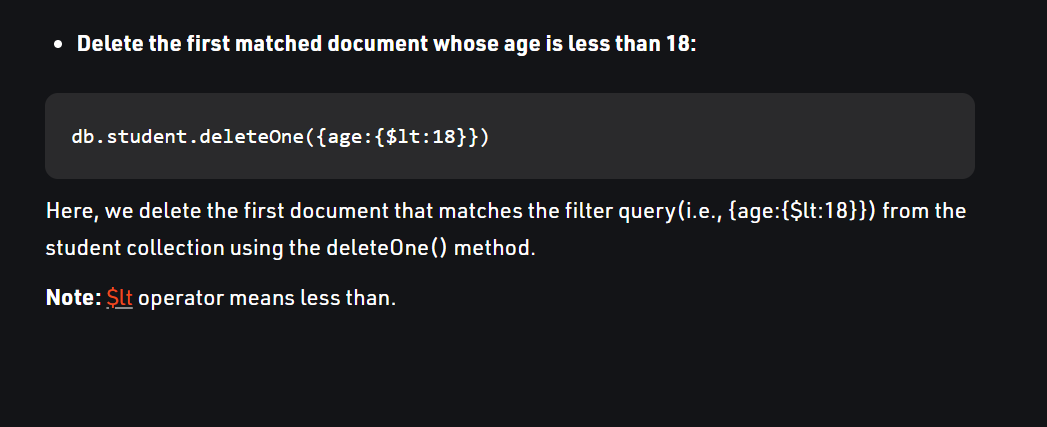 • Delete the first matched document whose age is less than 18:
db.student.deleteOne({age:{$lt:18}})
Here, we delete the first document that matches the filter query(i.e., {age:{$lt:18}}) from the
student collection using the deleteOne() method.
Note: $lt operator means less than.